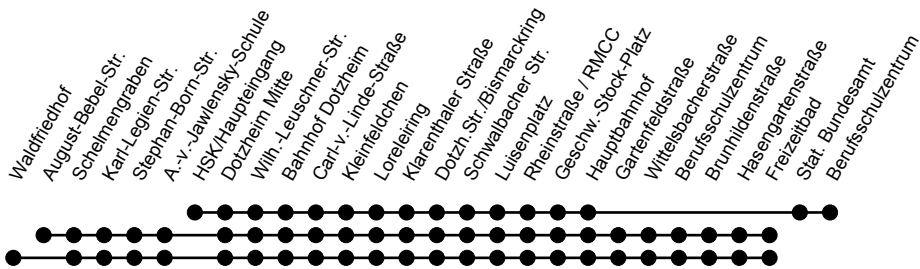 Waldfriedhof
August-Bebel-Str.
Schelmengraben
Karl-Legien-Str.
Stephan-Born-Str.
A.-v.-Jawlensky-Schule
HSK/Haupteingang
Dotzheim Mitte
Wilh.-Leuschner-Str.
Bahnhof Dotzheim
Carl-v.-Linde-Straße
Kleinfeldchen
Loreleiring
Klarenthaler Straße
Dotzh.Str./Bismarckring
Schwalbacher Str.
Luisenplatz
Rheinstraße / RMCC
Geschw.-Stock-Platz
Hauptbahnhof
Gartenfeldstraße
Wittelsbacherstraße
Berufsschulzentrum
Brunhildenstraße
Hasengartenstraße
Freizeitbad
Stat. Bundesamt
Berufsschulzentrum